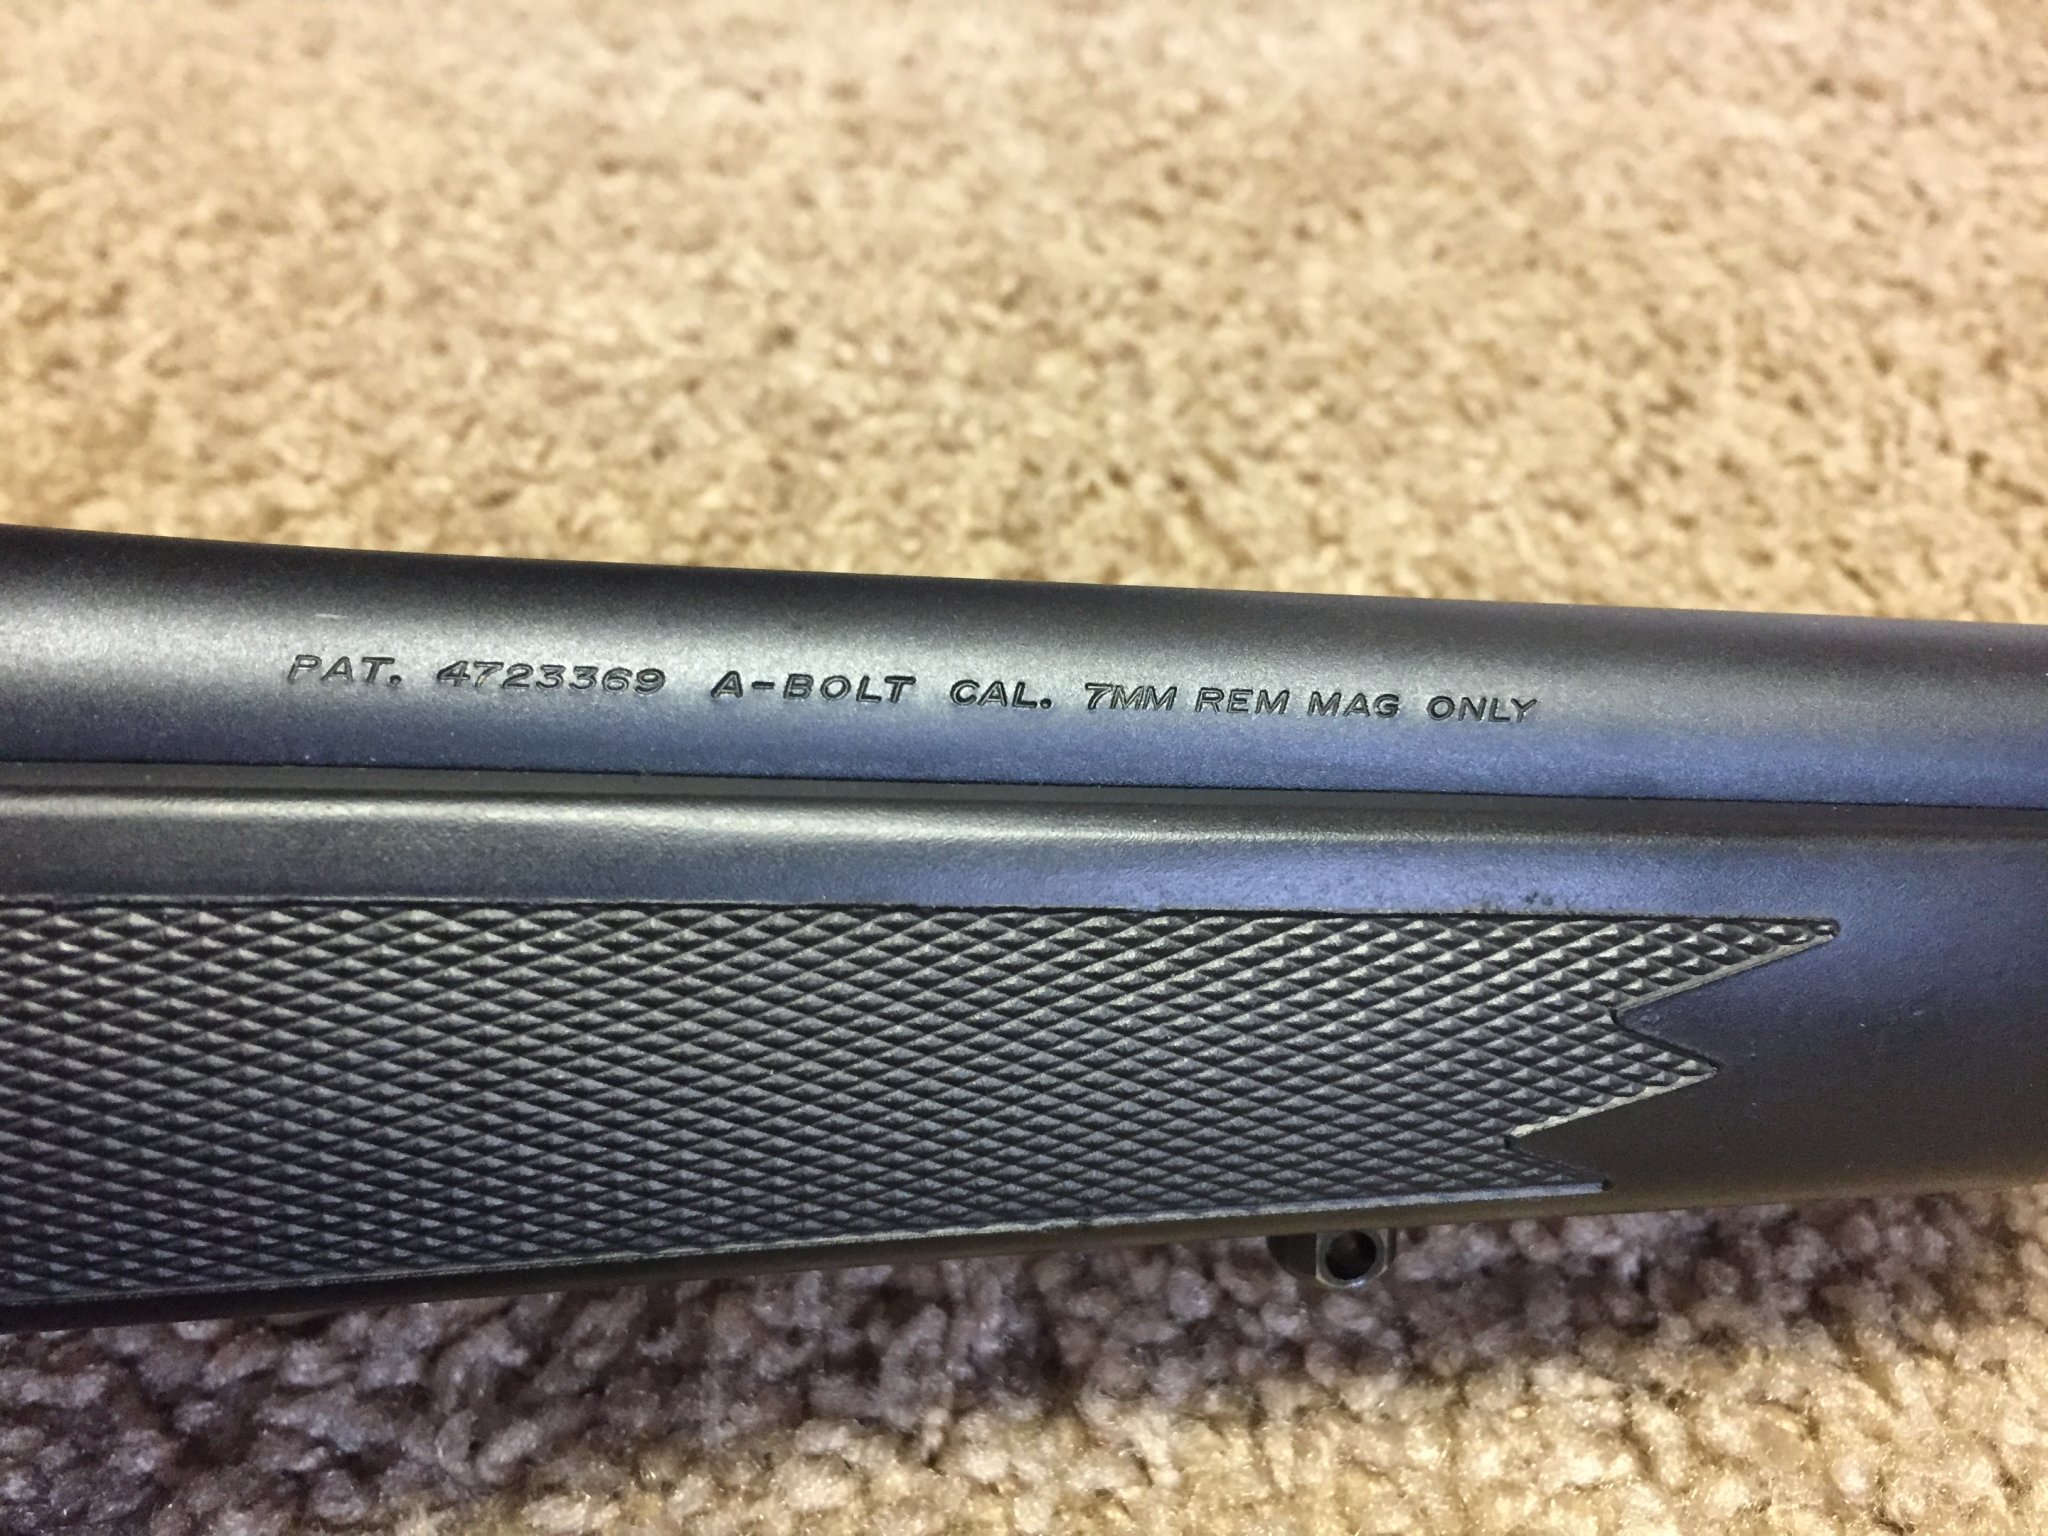 PAT. 4723369 A-BOLT CAL. 7MM REM MAG ONLY